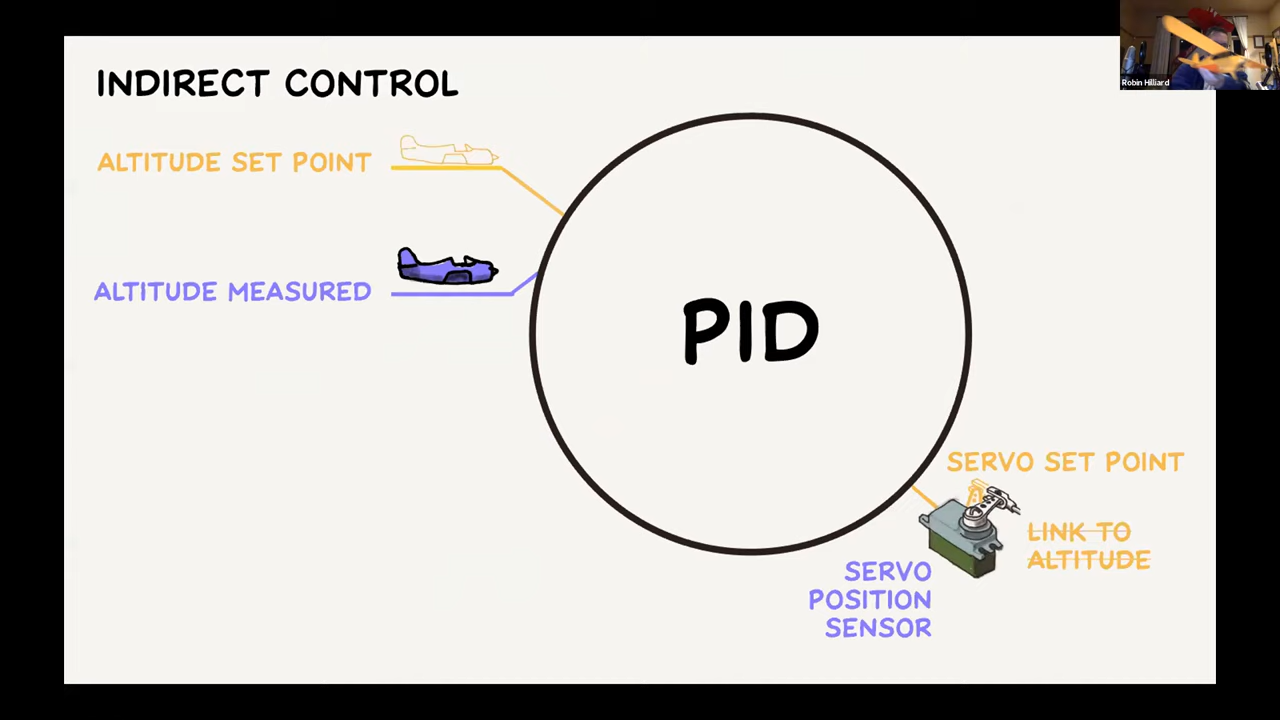 INDIRECT CONTROL
Robin Hilliard
ALTITUDE SET POINT
ALTITUDE MEASURED
PID
SERVO SET POINT
LINK TO
ALTITUDE
SERVO
POSITION
SENSOR